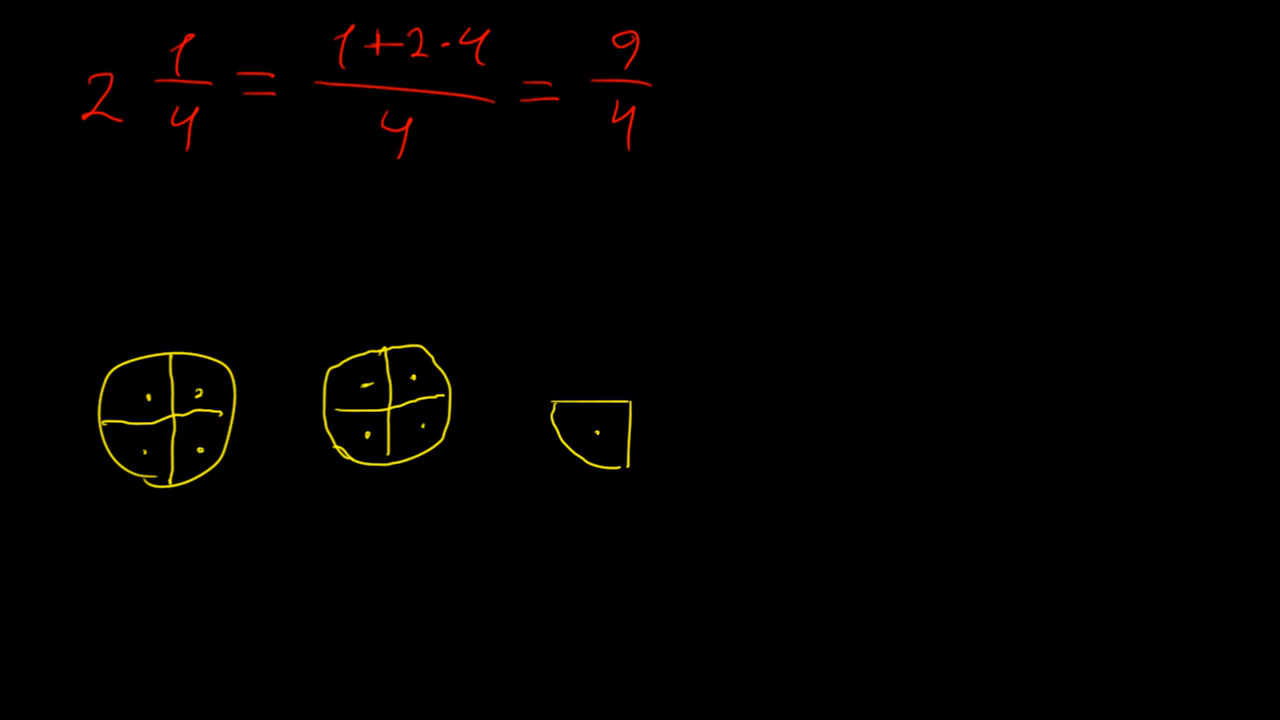 2 1/4 = (1+2·4)/4 = 9/4